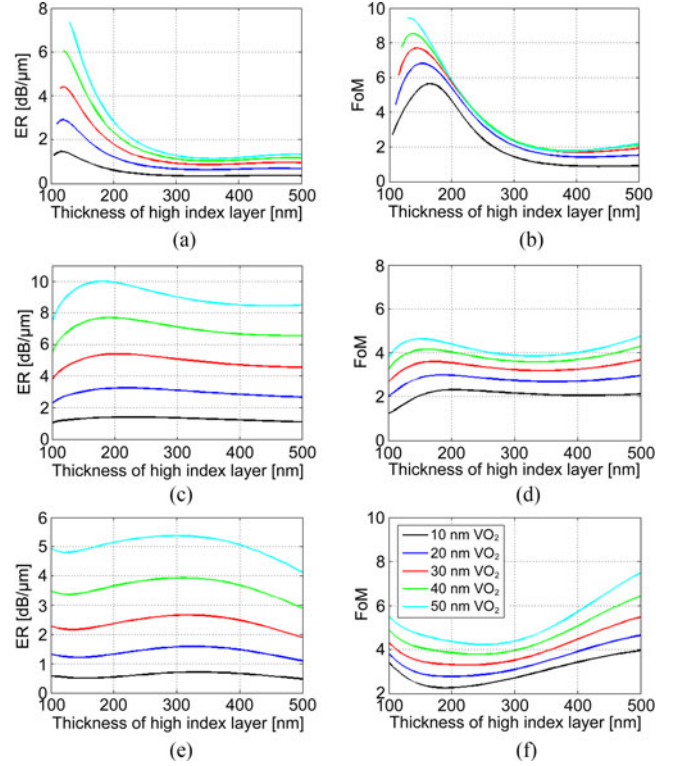 8
6
4
2
0
ER [dB/μm]
100 200 300 400 500
Thickness of high index layer [nm]
(a)
10
8
6
4
2
0
FoM
100 200 300 400 500
Thickness of high index layer [nm]
(b)
10
8
6
4
2
0
ER [dB/μm]
100 200 300 400 500
Thickness of high index layer [nm]
(c)
8
6
4
2
0
FoM
100 200 300 400 500
Thickness of high index layer [nm]
(d)
6
5
4
3
2
1
0
ER [dB/μm]
100 200 300 400 500
Thickness of high index layer [nm]
(e)
10
8
6
4
2
FoM
10 nm VO₂
20 nm VO₂
30 nm VO₂
40 nm VO₂
50 nm VO₂
100 200 300 400 500
Thickness of high index layer [nm]
(f)